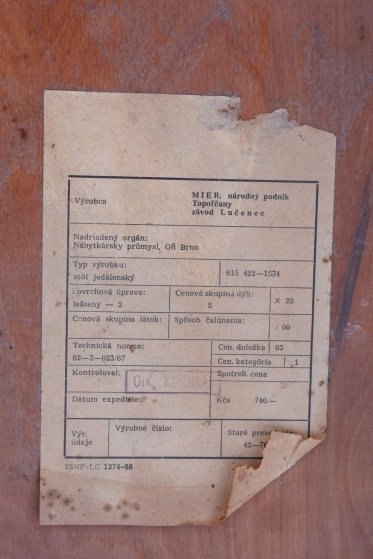 Výrobca
MIER, národný podnik
Topoľčany
závod Lučenec
Nadriadený orgán:
Nábytkársky průmysl, OŘ Brno
Typ výrobku:
stôl jedálenský
615 422—1534
Povrchová úprava:
leštený — 2
Cenová skupina dýh:
5
X 25
Cenová skupina látok:
Spôsob čalúnenia:
/ 00
Technická norma:
62—3—023/67
Cen. doložka 03
Cen. kategória 1
Kontroloval:
Spotreb. cena
Dátum expedície:
Kčs 740.—
Výr.
údaje
Výrobné číslo:
Staré
TSNP-LC 1274-68